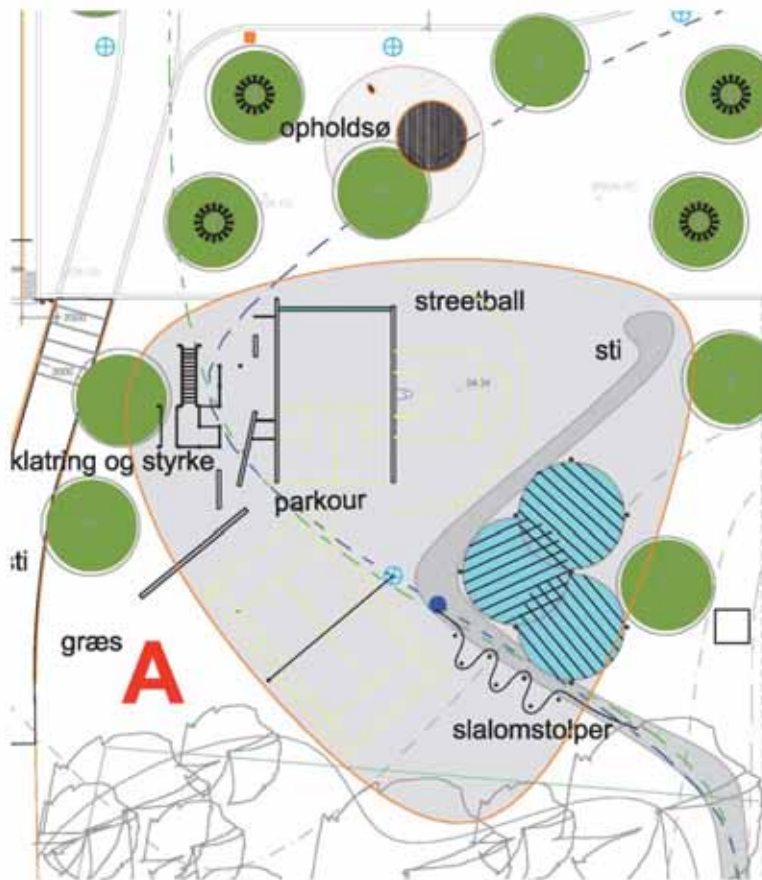 opholdsø
streetball
sti
klatring og styrke
parkour
sti
græs
A
slalomstolper